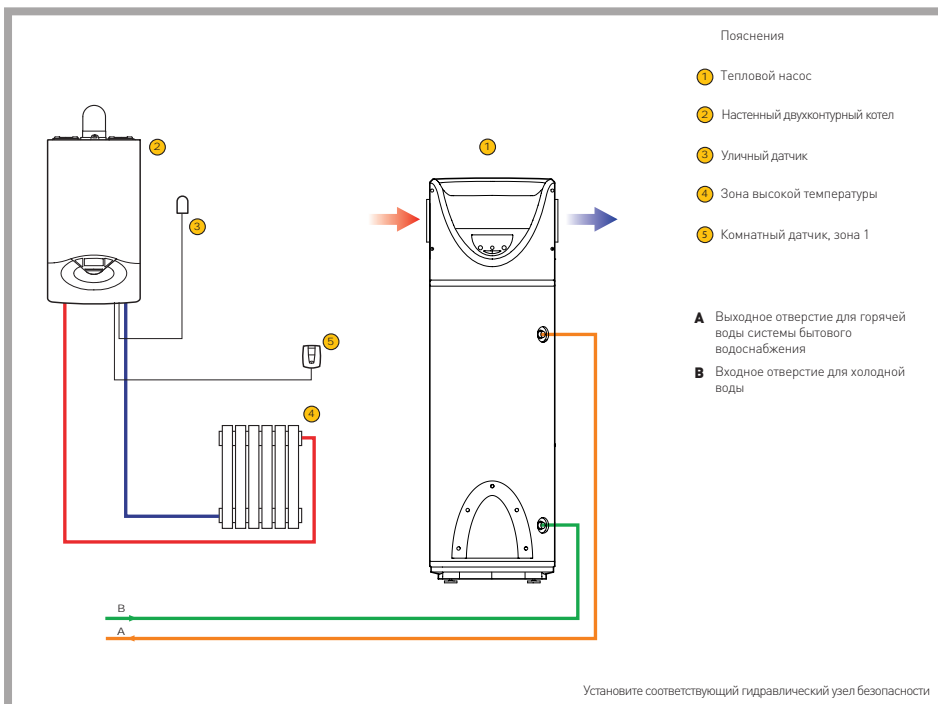 Пояснения
1 Тепловой насос
2 Настенный двухконтурный котел
3 Уличный датчик
4 Зона высокой температуры
5 Комнатный датчик, зона 1
A Выходное отверстие для горячей
воды системы бытового
водоснабжения
B Входное отверстие для холодной
воды
2
1
3
5
4
B
A
Установите соответствующий гидравлический узел безопасности